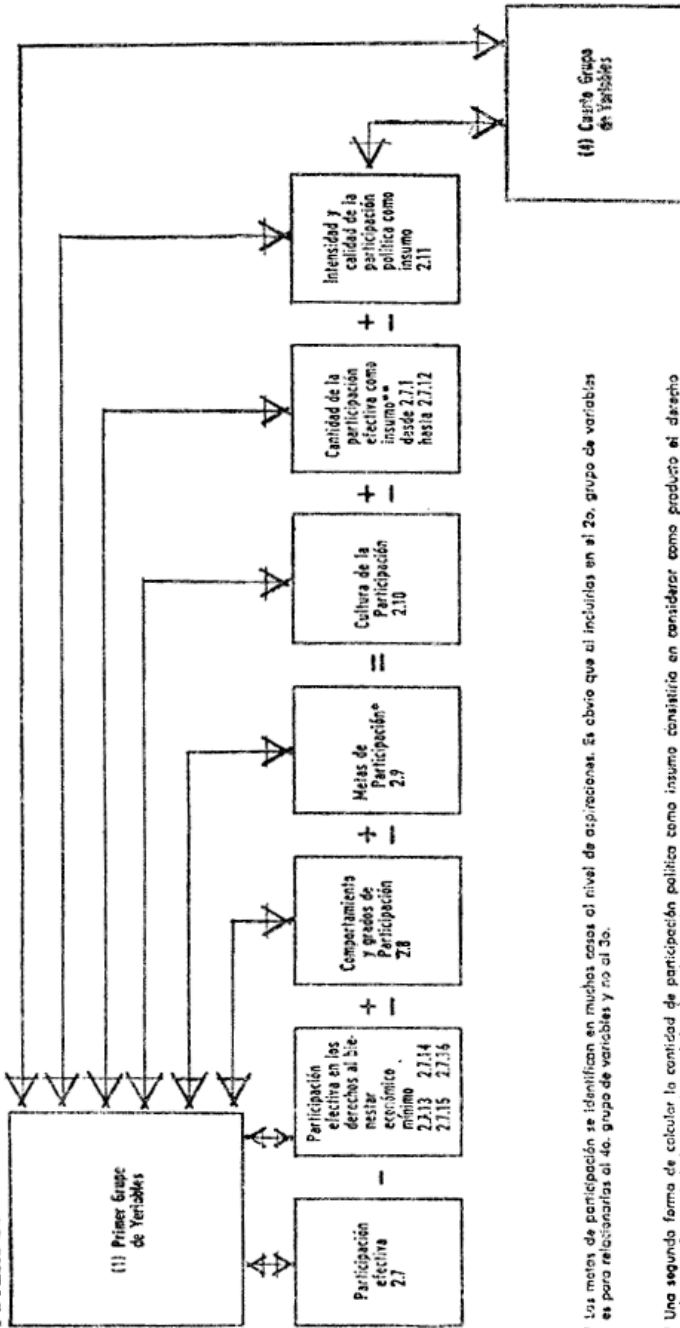 (1) Primer Grupo
de Variables
Participación
efectiva
2.7
−
Participación
efectiva en los
derechos al bie-
nestar
económico
mínimo
2.7.13 2.7.14
2.7.15 2.7.16
+
−
Comportamiento
y grados de
Participación
2.8
+
−
Metas de
Participación*
2.9
=
Cultura de la
Participación
2.10
+
−
Cantidad de la
participación
efectiva como
insumo**
desde 2.7.1
hasta 2.7.12
+
−
Intensidad y
calidad de la
participación
política como
insumo
2.11
(4) Cuarto Grupo
de Variables
Las metas de participación se identifican en muchos casos al nivel de aspiraciones. Es obvio que al incluirlas en el 2o. grupo de variables
es para relacionarlas al 4o. grupo de variables y no al 3o.
Una segunda forma de calcular la cantidad de participación política como insumo consistiría en considerar como producto el derecho